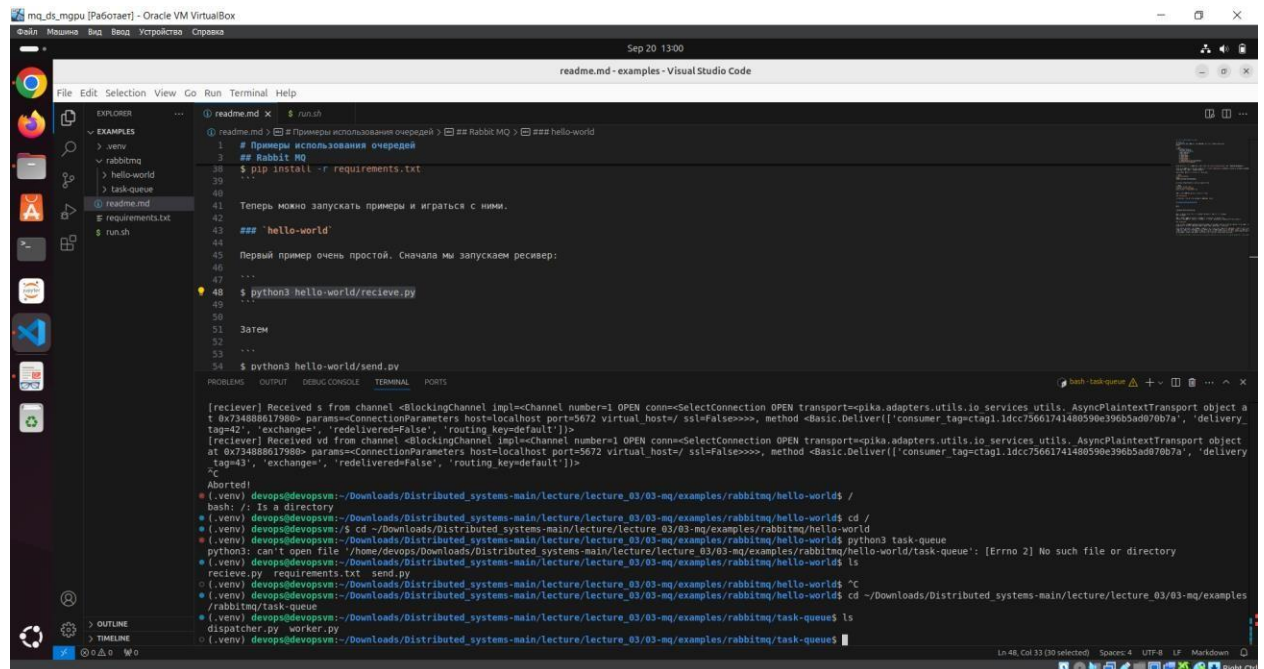 mq_ds_mgpu [Работает] - Oracle VM VirtualBox
Файл Машина Вид Ввод Устройства Справка
Sep 20 13:00
readme.md - examples - Visual Studio Code
File Edit Selection View Go Run Terminal Help
EXPLORER
EXAMPLES
.venv
rabbitmq
hello-world
task-queue
readme.md
requirements.txt
run.sh
OUTLINE
TIMELINE
readme.md
run.sh
readme.md > # Примеры использования очередей > ## Rabbit MQ > ### hello-world
1 # Примеры использования очередей
3 ## Rabbit MQ
38 $ pip install -r requirements.txt
39 ```
40
41 Теперь можно запускать примеры и играться с ними.
42
43 ### `hello-world`
44
45 Первый пример очень простой. Сначала мы запускаем ресивер:
46
47 ```
48 $ python3 hello-world/recieve.py
49 ```
50
51 Затем
52
53 ```
54 $ python3 hello-world/send.py
PROBLEMS OUTPUT DEBUG CONSOLE TERMINAL PORTS
bash - task-queue
[reciever] Received s from channel <BlockingChannel impl=<Channel number=1 OPEN conn=<SelectConnection OPEN transport=<pika.adapters.utils.io_services_utils._AsyncPlaintextTransport object a
t 0x734888617980> params=<ConnectionParameters host=localhost port=5672 virtual_host=/ ssl=False>>>>, method <Basic.Deliver(['consumer_tag=ctag1.1dcc75661741480590e396b5ad070b7a', 'delivery_
tag=42', 'exchange=', 'redelivered=False', 'routing_key=default'])>
[reciever] Received vd from channel <BlockingChannel impl=<Channel number=1 OPEN conn=<SelectConnection OPEN transport=<pika.adapters.utils.io_services_utils._AsyncPlaintextTransport object
at 0x734888617980> params=<ConnectionParameters host=localhost port=5672 virtual_host=/ ssl=False>>>>, method <Basic.Deliver(['consumer_tag=ctag1.1dcc75661741480590e396b5ad070b7a', 'delivery
_tag=43', 'exchange=', 'redelivered=False', 'routing_key=default'])>
^C
Aborted!
(.venv) devops@devopsvm:~/Downloads/Distributed_systems-main/lecture/lecture_03/03-mq/examples/rabbitmq/hello-world$ /
bash: /: Is a directory
(.venv) devops@devopsvm:~/Downloads/Distributed_systems-main/lecture/lecture_03/03-mq/examples/rabbitmq/hello-world$ cd /
(.venv) devops@devopsvm:/$ cd ~/Downloads/Distributed_systems-main/lecture/lecture_03/03-mq/examples/rabbitmq/hello-world
(.venv) devops@devopsvm:~/Downloads/Distributed_systems-main/lecture/lecture_03/03-mq/examples/rabbitmq/hello-world$ python3 task-queue
python3: can't open file '/home/devops/Downloads/Distributed_systems-main/lecture/lecture_03/03-mq/examples/rabbitmq/hello-world/task-queue': [Errno 2] No such file or directory
(.venv) devops@devopsvm:~/Downloads/Distributed_systems-main/lecture/lecture_03/03-mq/examples/rabbitmq/hello-world$ ls
recieve.py requirements.txt send.py
(.venv) devops@devopsvm:~/Downloads/Distributed_systems-main/lecture/lecture_03/03-mq/examples/rabbitmq/hello-world$ ^C
(.venv) devops@devopsvm:~/Downloads/Distributed_systems-main/lecture/lecture_03/03-mq/examples/rabbitmq/hello-world$ cd ~/Downloads/Distributed_systems-main/lecture/lecture_03/03-mq/examples
/rabbitmq/task-queue
(.venv) devops@devopsvm:~/Downloads/Distributed_systems-main/lecture/lecture_03/03-mq/examples/rabbitmq/task-queue$ ls
dispatcher.py worker.py
(.venv) devops@devopsvm:~/Downloads/Distributed_systems-main/lecture/lecture_03/03-mq/examples/rabbitmq/task-queue$
0 0 0 Ln 48, Col 33 (30 selected) Spaces: 4 UTF-8 LF Markdown
Right Ctrl